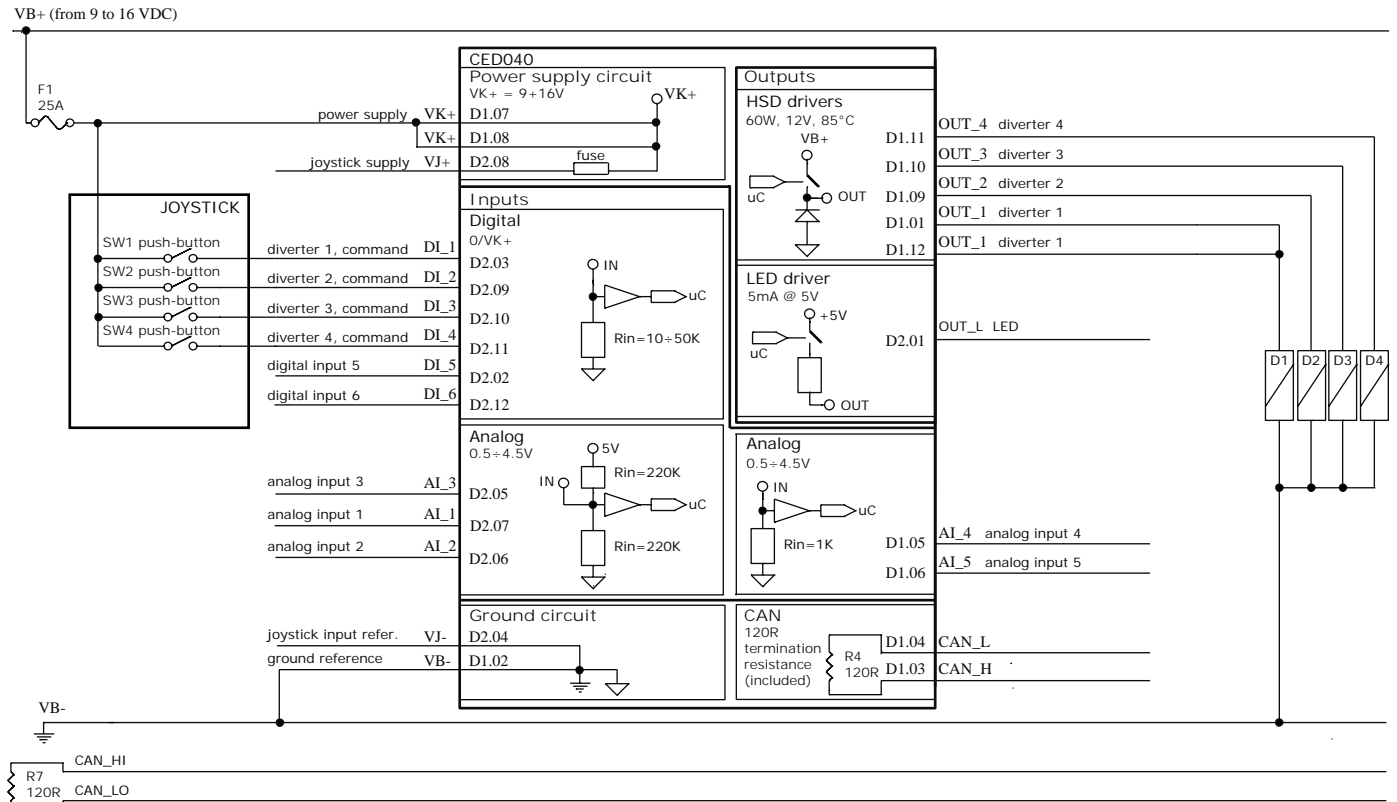 VB+ (from 9 to 16 VDC)
F1
25A
CED040
Power supply circuit
VK+ = 9÷16V
VK+
power supply VK+ D1.07
VK+ D1.08
joystick supply VJ+ D2.08
fuse
JOYSTICK
SW1 push-button
SW2 push-button
SW3 push-button
SW4 push-button
Inputs
Digital
0/VK+
diverter 1, command DI_1 D2.03
diverter 2, command DI_2 D2.09
diverter 3, command DI_3 D2.10
diverter 4, command DI_4 D2.11
digital input 5 DI_5 D2.02
digital input 6 DI_6 D2.12
IN
uC
Rin=10÷50K
Analog
0.5÷4.5V
analog input 3 AI_3 D2.05
analog input 1 AI_1 D2.07
analog input 2 AI_2 D2.06
5V
Rin=220K
IN
uC
Rin=220K
Ground circuit
joystick input refer. VJ- D2.04
ground reference VB- D1.02
Outputs
HSD drivers
60W, 12V, 85°C
VB+
uC
OUT
D1.11 OUT_4 diverter 4
D1.10 OUT_3 diverter 3
D1.09 OUT_2 diverter 2
D1.01 OUT_1 diverter 1
D1.12 OUT_1 diverter 1
LED driver
5mA @ 5V
+5V
uC
OUT
D2.01 OUT_L LED
D1 D2 D3 D4
Analog
0.5÷4.5V
IN
uC
Rin=1K
D1.05 AI_4 analog input 4
D1.06 AI_5 analog input 5
CAN
120R
termination
resistance
(included)
R4
120R
D1.04 CAN_L
D1.03 CAN_H
VB-
R7
120R
CAN_HI
CAN_LO